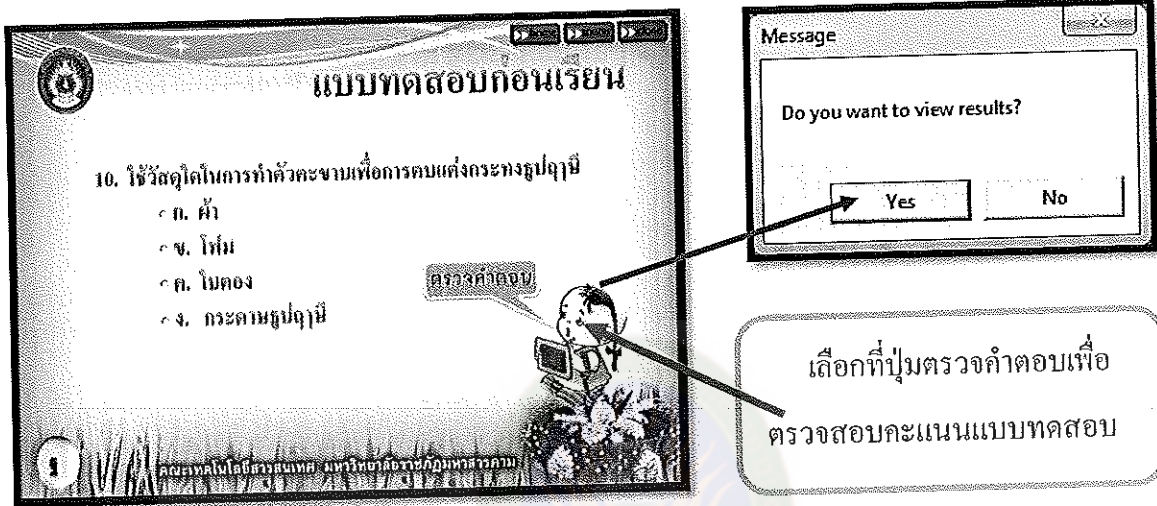 แบบทดสอบก่อนเรียน
10. ใช้วัสดุใดในการทำตัวตะขาบเพื่อการตบแต่งกระทงธูปฤาษี
ก. ผ้า
ข. โฟม
ค. ใบตอง
ง. กระดาษธูปฤาษี
ตรวจคำตอบ
คณะเทคโนโลยีสารสนเทศ มหาวิทยาลัยราชภัฏมหาสารคาม
Message
Do you want to view results?
Yes
No
เลือกที่ปุ่มตรวจคำตอบเพื่อ
ตรวจสอบคะแนนแบบทดสอบ